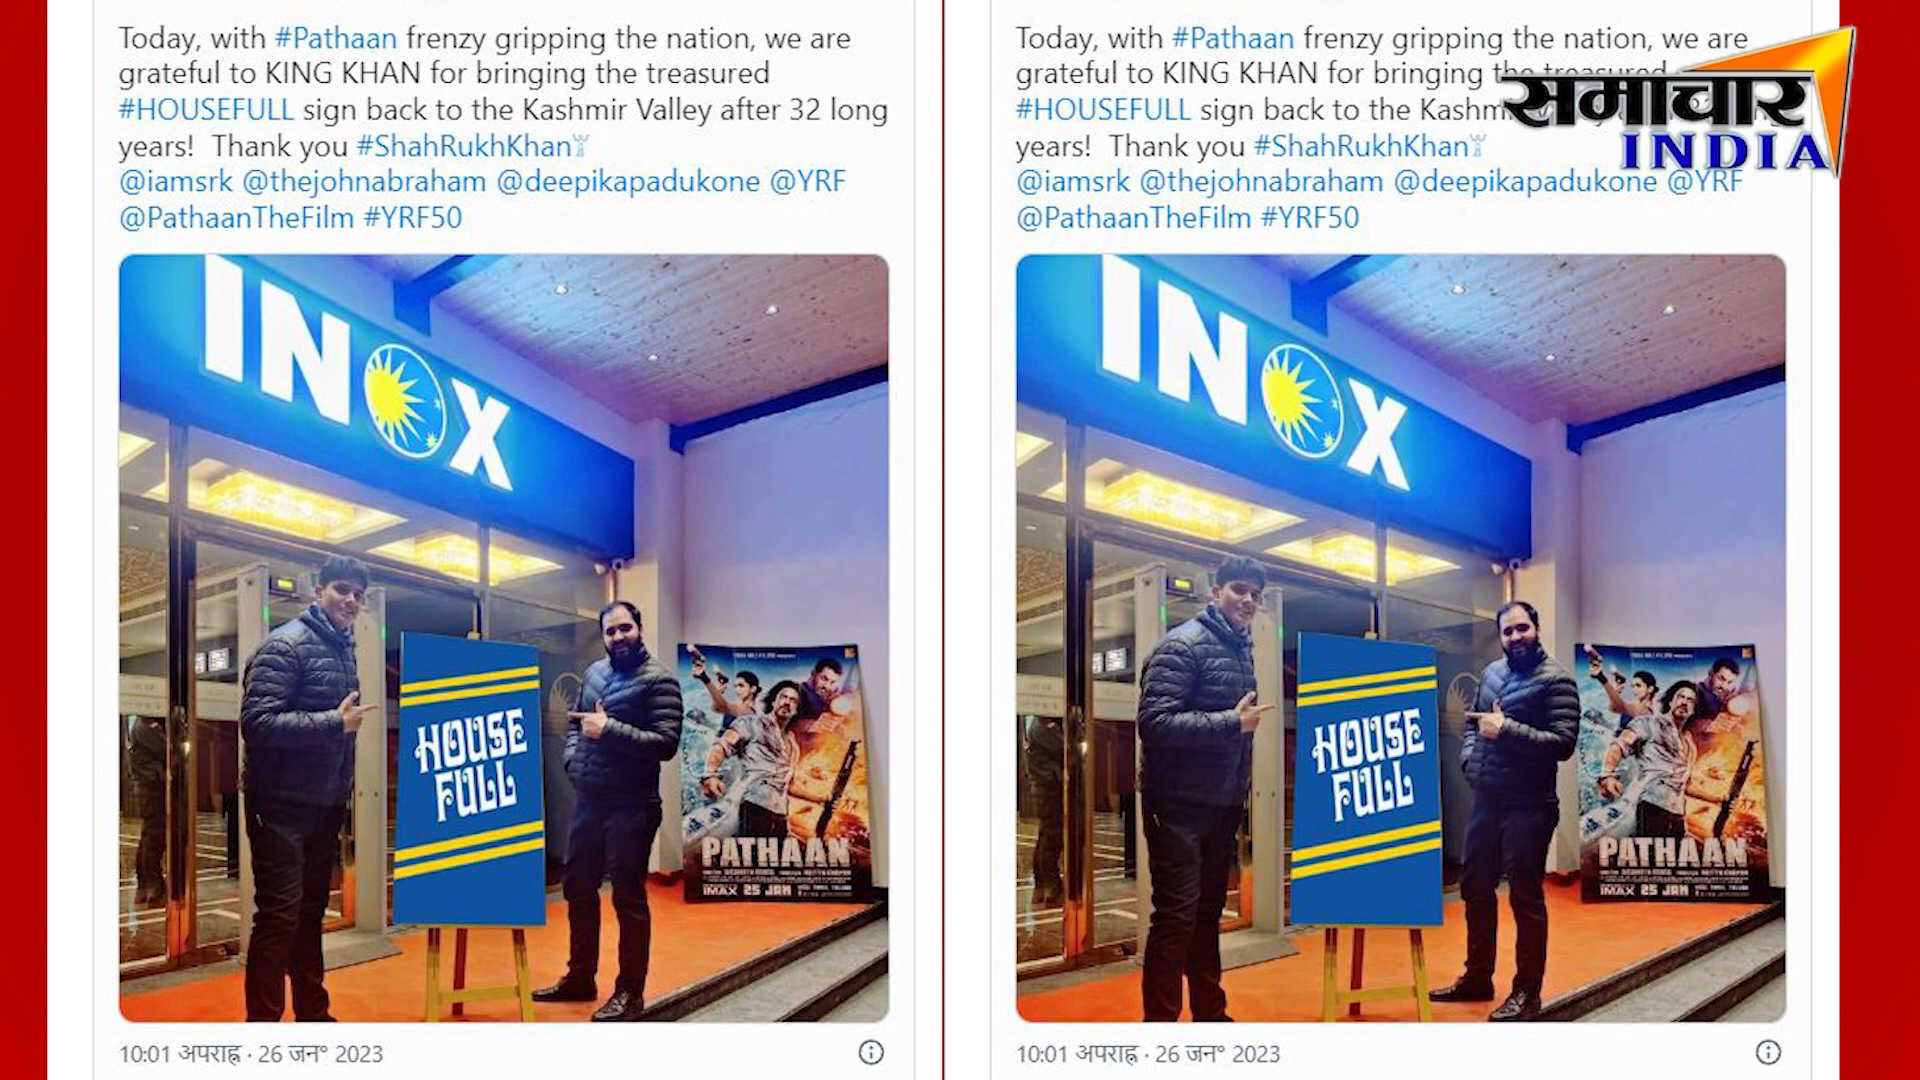 Today, with #Pathaan frenzy gripping the nation, we are
grateful to KING KHAN for bringing the treasured
#HOUSEFULL sign back to the Kashmir Valley after 32 long
years!  Thank you #ShahRukhKhan
@iamsrk @thejohnabraham @deepikapadukone @YRF
@PathaanTheFilm #YRF50
INOX
HOUSE
FULL
PATHAAN
IMAX 25 JAN
10:01 अपराह्न · 26 जन° 2023
Today, with #Pathaan frenzy gripping the nation, we are
grateful to KING KHAN for bringing the treasured
#HOUSEFULL sign back to the Kashmir
years!  Thank you #ShahRukhKhan
@iamsrk @thejohnabraham @deepikapadukone @YRF
@PathaanTheFilm #YRF50
समाचार
INDIA
INOX
HOUSE
FULL
PATHAAN
IMAX 25 JAN
10:01 अपराह्न · 26 जन° 2023